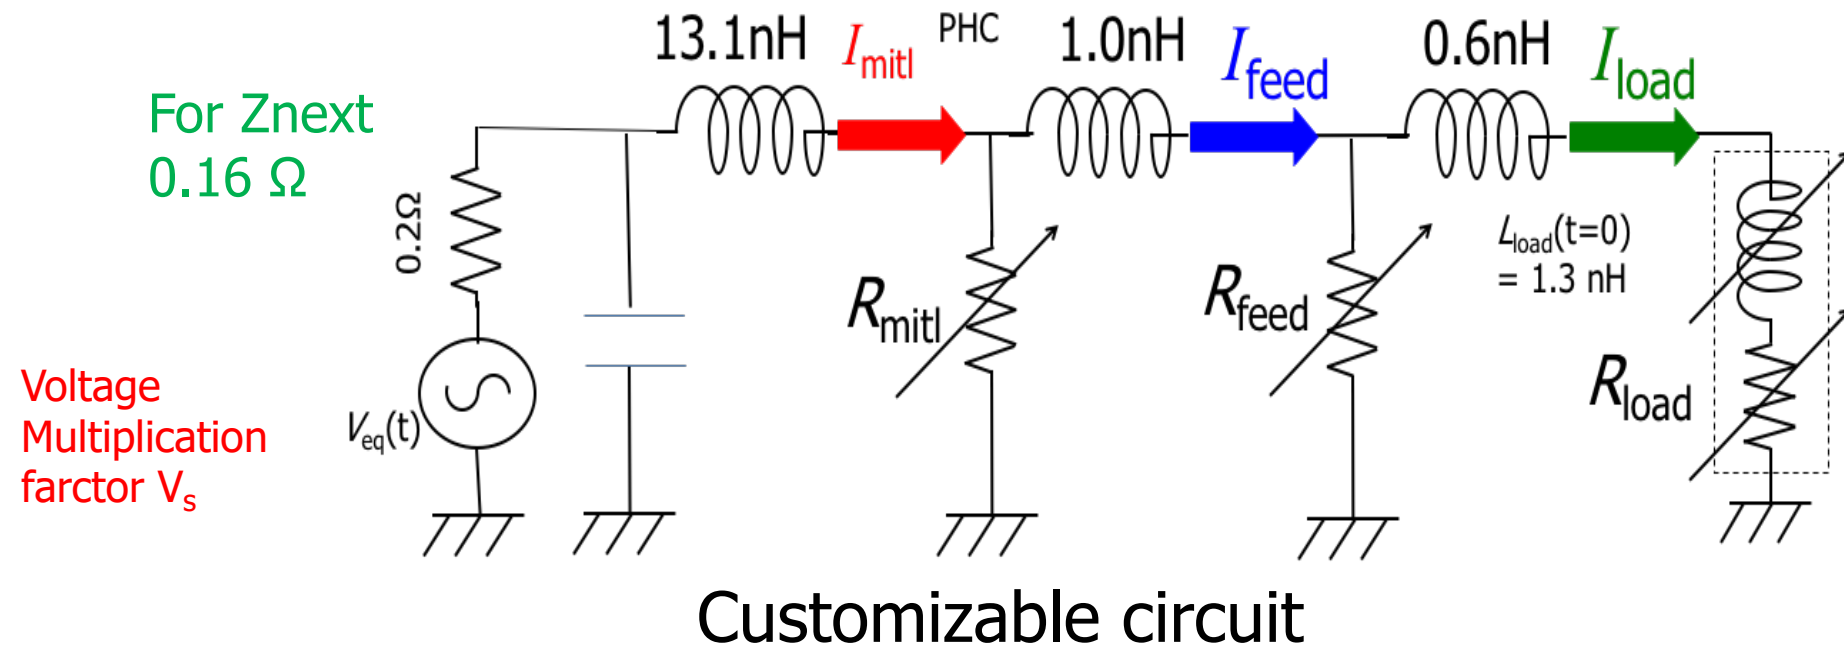 13.1nH
I_mitl
PHC
1.0nH
I_feed
0.6nH
I_load
For Znext
0.16 Ω
0.2Ω
R_mitl
R_feed
L_load(t=0)
= 1.3 nH
R_load
Voltage
Multiplication
farctor V_s
V_eq(t)
Customizable circuit